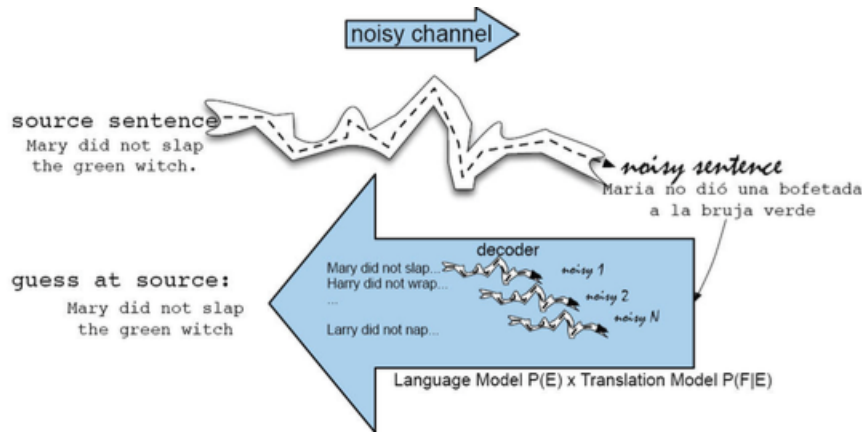 noisy channel
source sentence
Mary did not slap
the green witch.
noisy sentence
Maria no dió una bofetada
a la bruja verde
decoder
Mary did not slap...
noisy 1
Harry did not wrap...
noisy 2
...
noisy N
Larry did not nap...
guess at source:
Mary did not slap
the green witch
Language Model P(E) x Translation Model P(F|E)